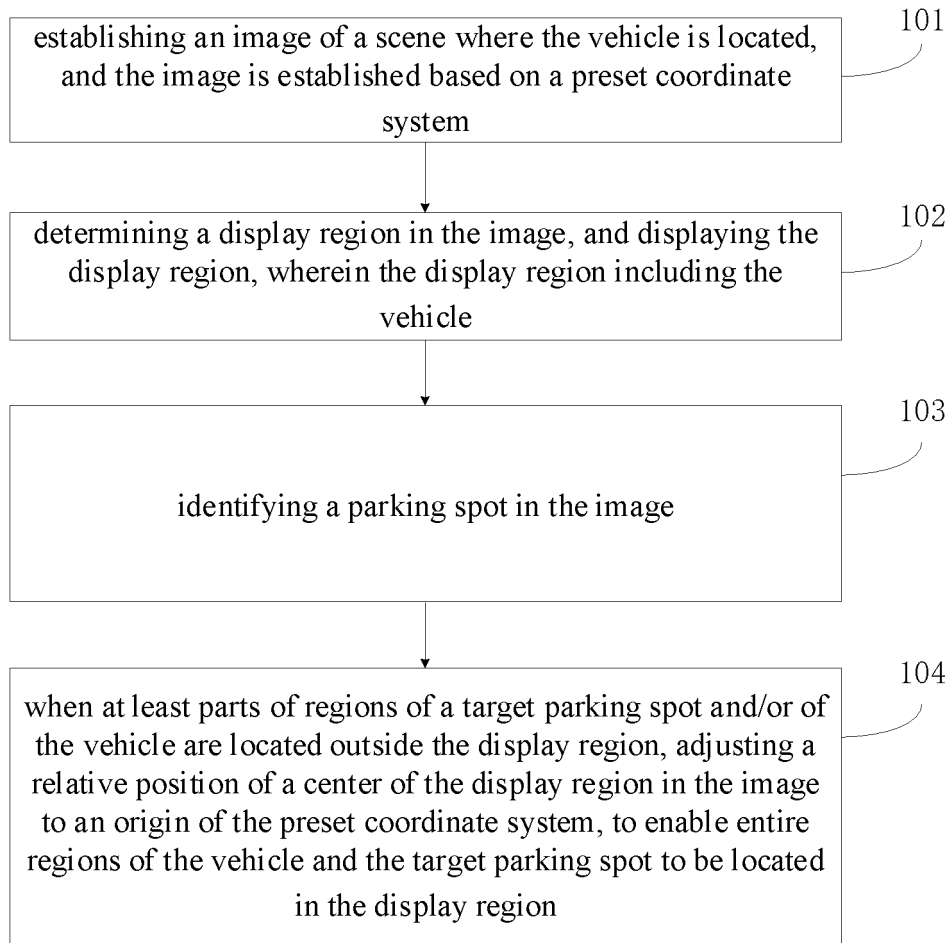 101
establishing an image of a scene where the vehicle is located,
and the image is established based on a preset coordinate
system
102
determining a display region in the image, and displaying the
display region, wherein the display region including the
vehicle
103
identifying a parking spot in the image
104
when at least parts of regions of a target parking spot and/or of
the vehicle are located outside the display region, adjusting a
relative position of a center of the display region in the image
to an origin of the preset coordinate system, to enable entire
regions of the vehicle and the target parking spot to be located
in the display region